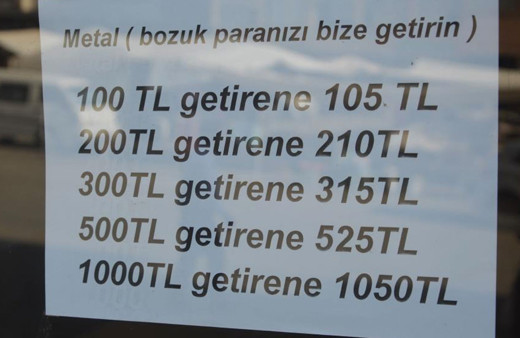 Metal ( bozuk paranızı bize getirin )
100 TL getirene 105 TL
200TL getirene 210TL
300TL getirene 315TL
500TL getirene 525TL
1000TL getirene 1050TL